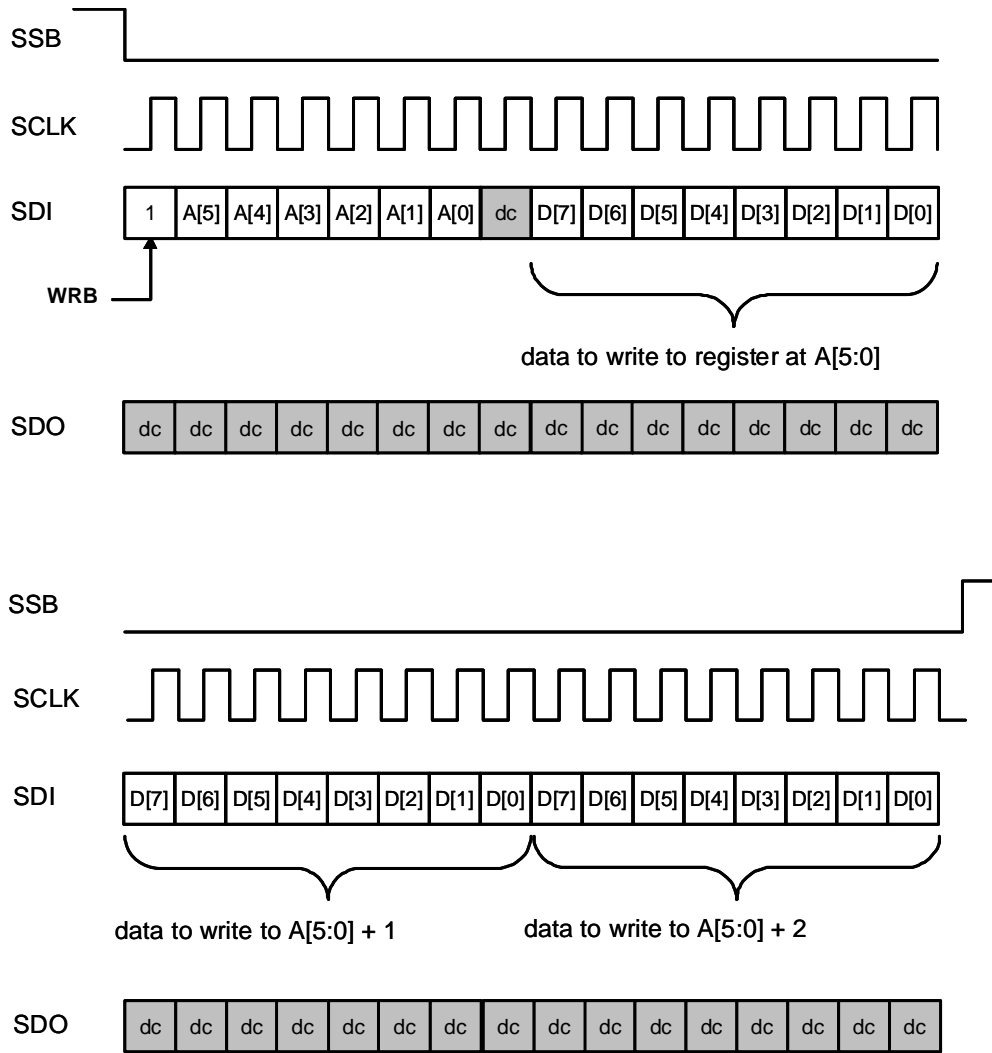 SSB
SCLK
SDI 1 A[5] A[4] A[3] A[2] A[1] A[0] dc D[7] D[6] D[5] D[4] D[3] D[2] D[1] D[0]
WRB
data to write to register at A[5:0]
SDO dc dc dc dc dc dc dc dc dc dc dc dc dc dc dc dc
SSB
SCLK
SDI D[7] D[6] D[5] D[4] D[3] D[2] D[1] D[0] D[7] D[6] D[5] D[4] D[3] D[2] D[1] D[0]
data to write to A[5:0] + 1 data to write to A[5:0] + 2
SDO dc dc dc dc dc dc dc dc dc dc dc dc dc dc dc dc